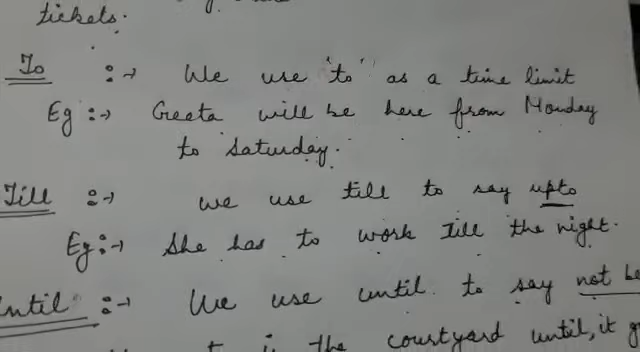 tickets.
To :→ We use 'to' as a time limit
Eg :→ Geeta will be here from Monday
to Saturday.
Till :→ we use till to say upto
Eg :→ She has to work till the night.
Until :→ We use until to say not be
the courtyard until, it